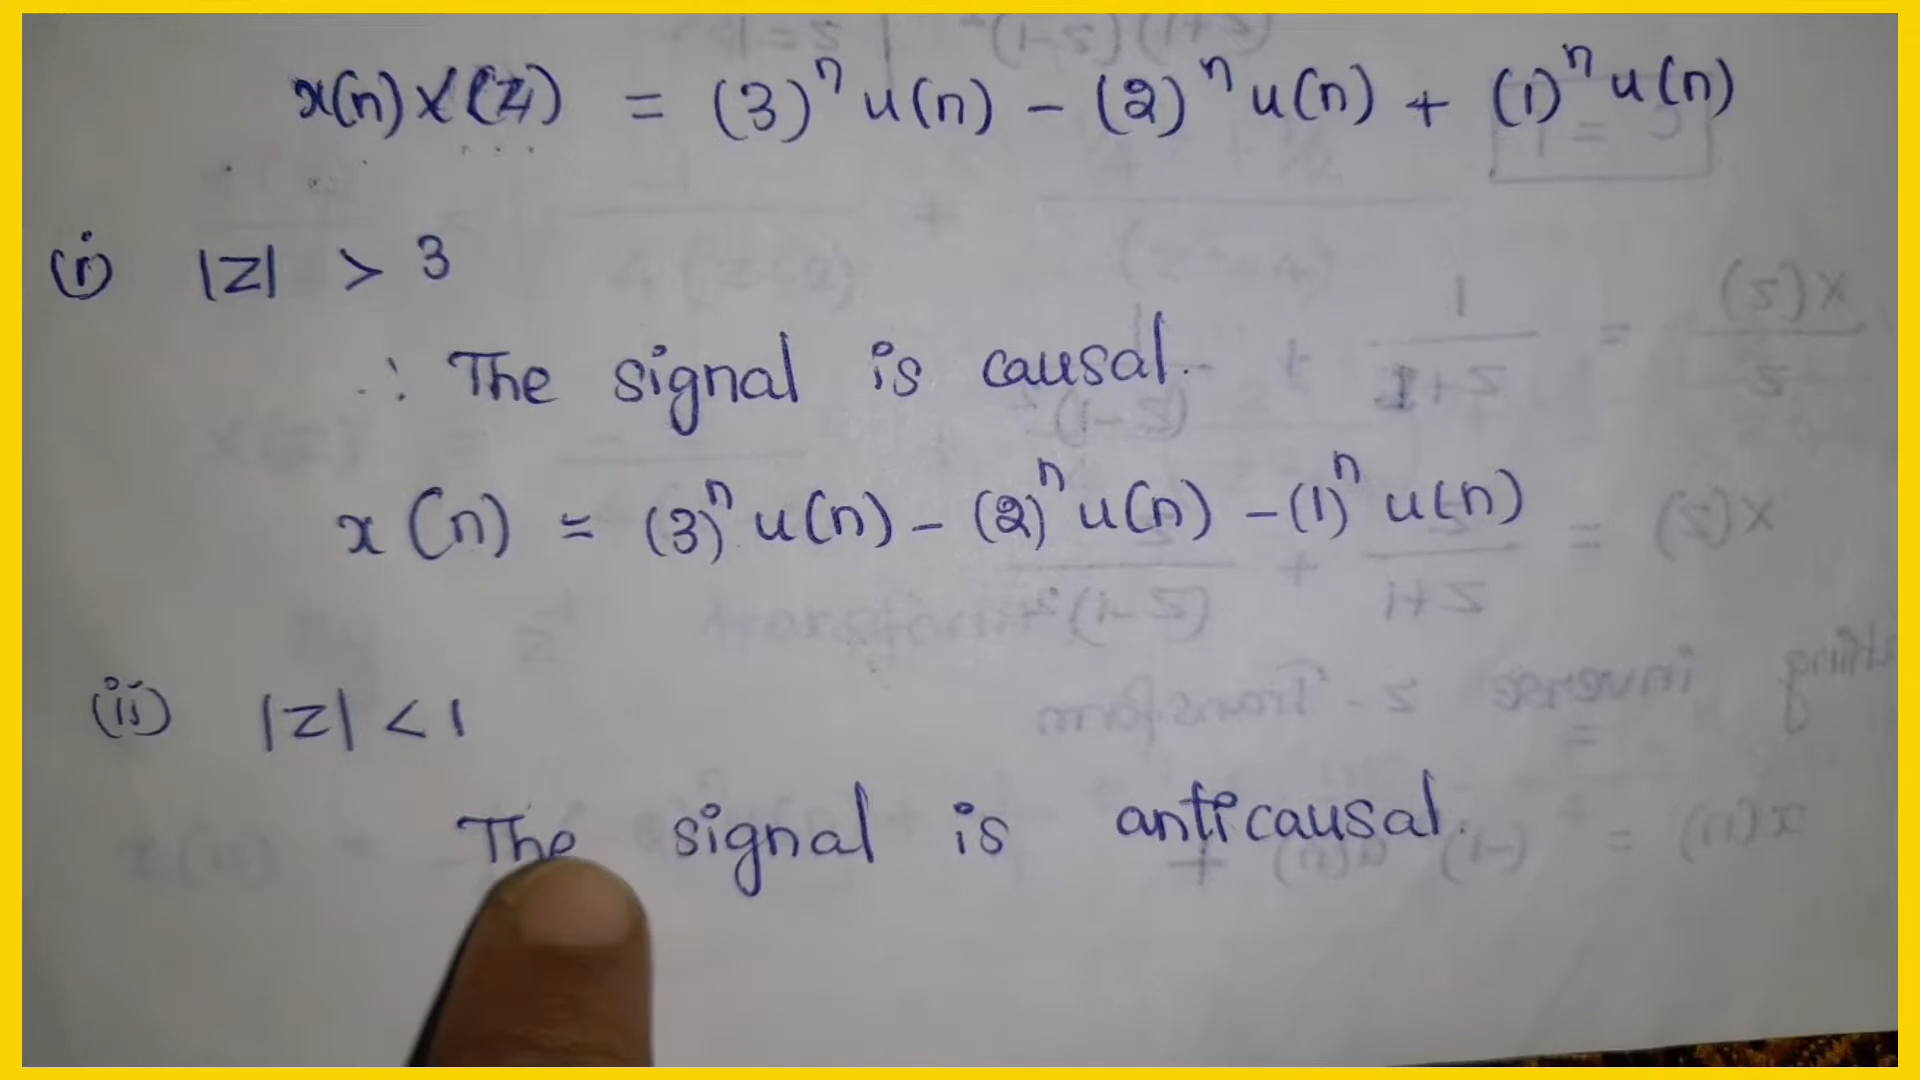 x(n) X(Z) = (3)ⁿ u(n) - (2)ⁿ u(n) + (1)ⁿ u(n)
(i) |Z| > 3
∴ The signal is causal.
x(n) = (3)ⁿ u(n) - (2)ⁿ u(n) - (1)ⁿ u(n)
(ii) |Z| < 1
The signal is anticausal.